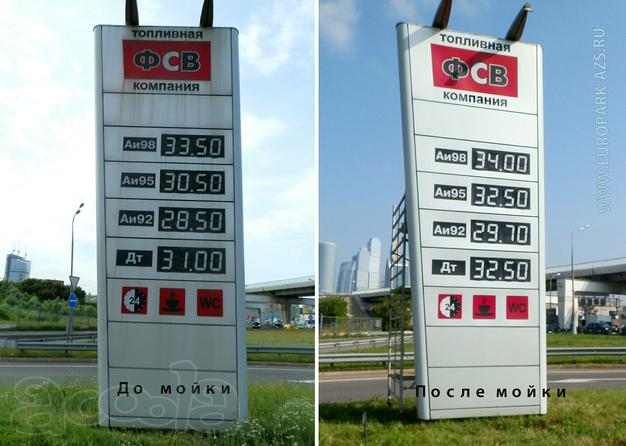 ТОПЛИВНАЯ
ФСВ
КОМПАНИЯ
Аи98 33.50
Аи95 30.50
Аи92 28.50
Дт 31.00
24 WC
До мойки
acola
ТОПЛИВНАЯ
ФСВ
КОМПАНИЯ
Аи98 34.00
Аи95 32.50
Аи92 29.70
Дт 32.50
24 WC
После мойки
WWW.EUROPARK-AZS.RU